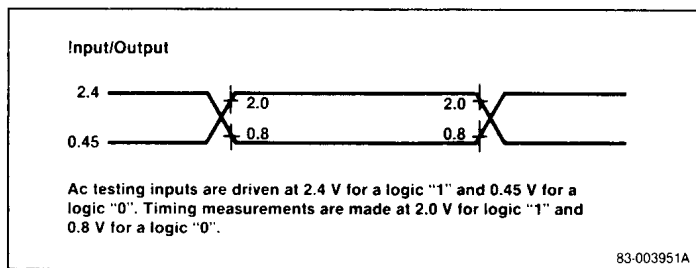 Input/Output
2.4
2.0 2.0
0.8 0.8
0.45
Ac testing inputs are driven at 2.4 V for a logic "1" and 0.45 V for a
logic "0". Timing measurements are made at 2.0 V for logic "1" and
0.8 V for a logic "0".
83-003951A